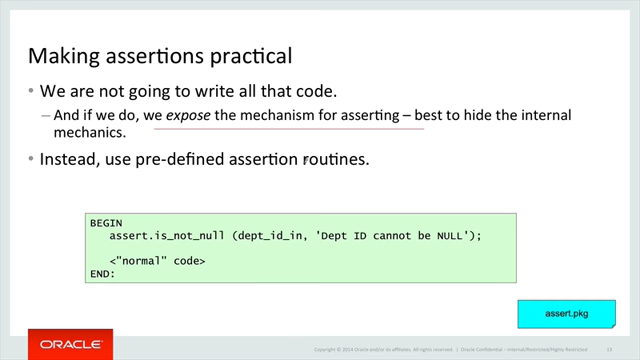 Making assertions practical
• We are not going to write all that code.
– And if we do, we expose the mechanism for asserting – best to hide the internal
mechanics.
• Instead, use pre-defined assertion routines.
BEGIN
assert.is_not_null (dept_id_in, 'Dept ID cannot be NULL');
<"normal" code>
END:
assert.pkg
ORACLE
Copyright © 2014 Oracle and/or its affiliates. All rights reserved. | Oracle Confidential – Internal/Restricted/Highly Restricted 19